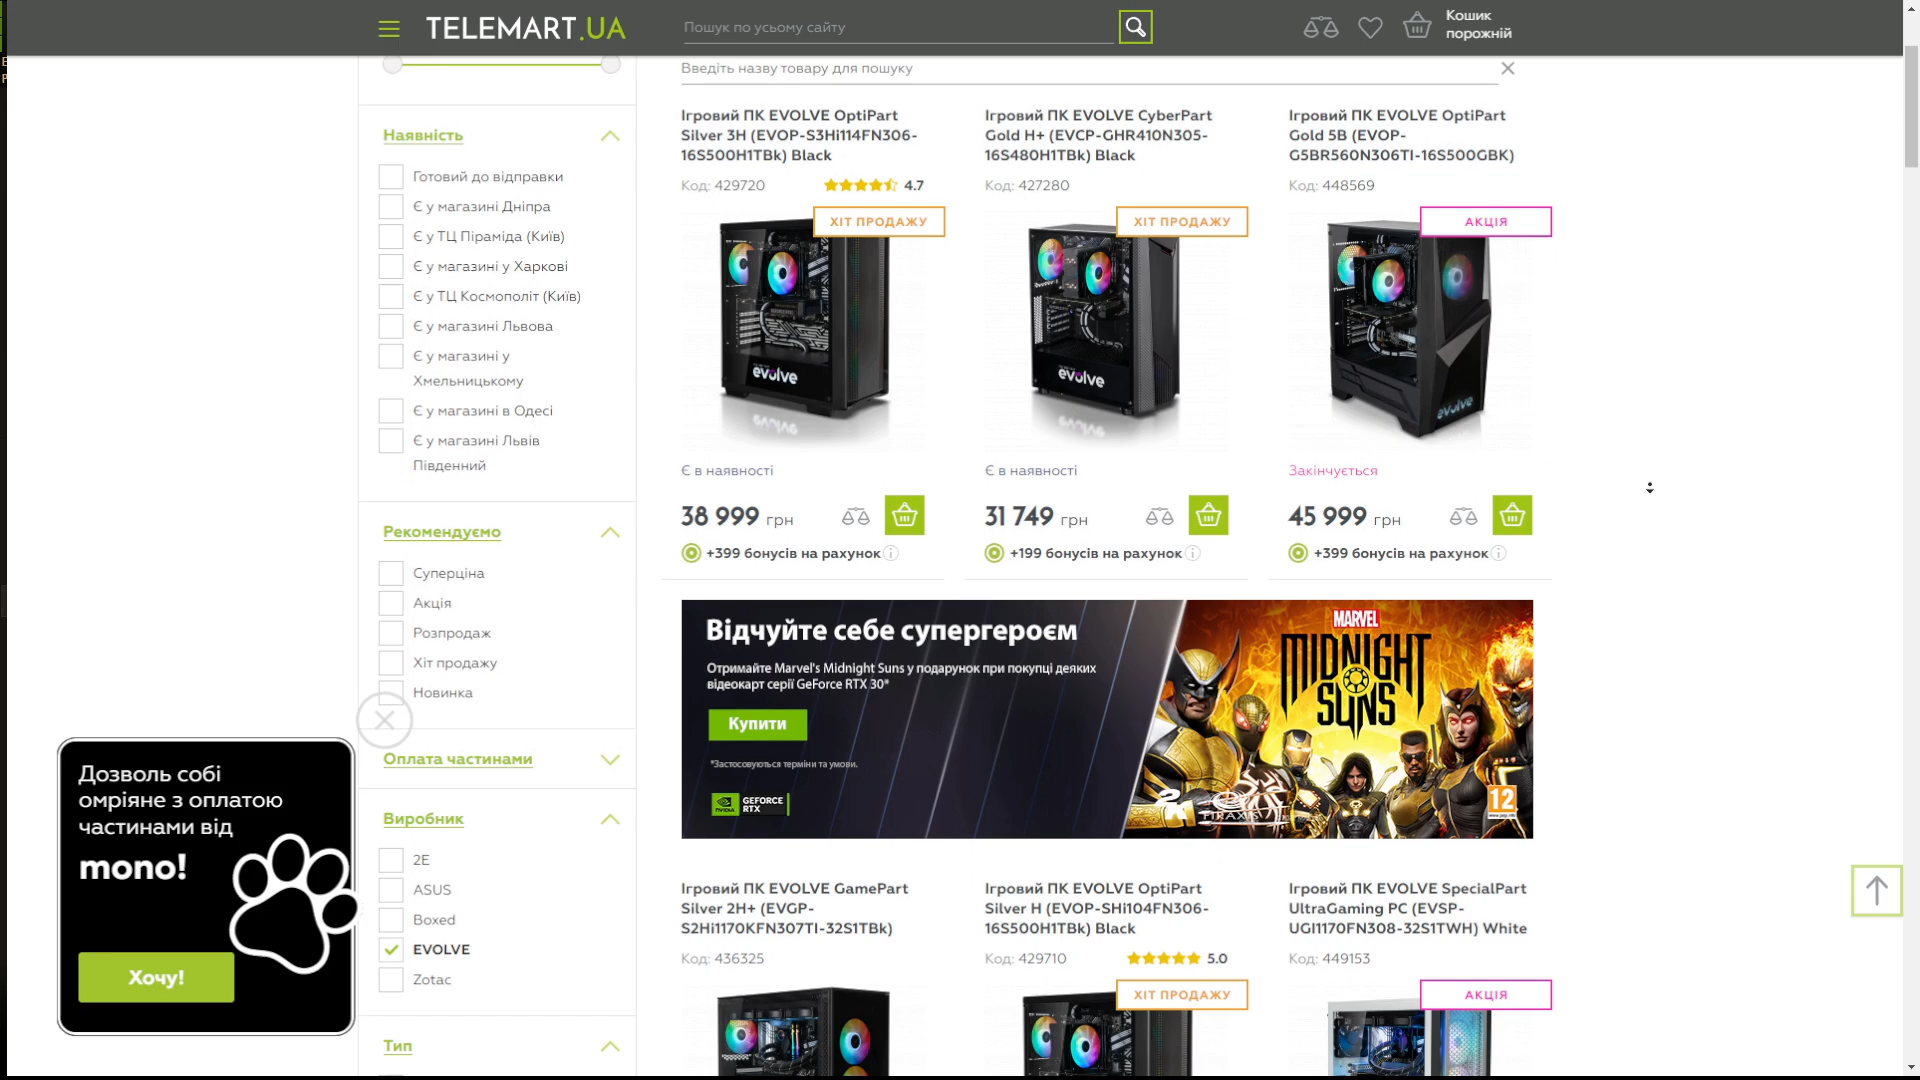 TELEMART.UA
Пошук по усьому сайту
Кошик
порожній
Введіть назву товару для пошуку
Наявність
Готовий до відправки
Є у магазині Дніпра
Є у ТЦ Піраміда (Київ)
Є у магазині у Харкові
Є у ТЦ Космополіт (Київ)
Є у магазині Львова
Є у магазині у
Хмельницькому
Є у магазині в Одесі
Є у магазині Львів
Південний
Рекомендуємо
Суперціна
Акція
Розпродаж
Хіт продажу
Новинка
Оплата частинами
Виробник
2E
ASUS
Boxed
EVOLVE
Zotac
Тип
Дозволь собі
омріяне з оплатою
частинами від
mono!
Хочу!
Ігровий ПК EVOLVE OptiPart
Silver 3H (EVOP-S3Hi114FN306-
16S500H1TBk) Black
Код: 429720
4.7
ХІТ ПРОДАЖУ
evolve
Є в наявності
38 999 грн
+399 бонусів на рахунок
Ігровий ПК EVOLVE CyberPart
Gold H+ (EVCP-GHR410N305-
16S480H1TBk) Black
Код: 427280
ХІТ ПРОДАЖУ
evolve
Є в наявності
31 749 грн
+199 бонусів на рахунок
Ігровий ПК EVOLVE OptiPart
Gold 5B (EVOP-
G5BR560N306TI-16S500GBK)
Код: 448569
АКЦІЯ
evolve
Закінчується
45 999 грн
+399 бонусів на рахунок
Відчуйте себе супергероєм
Отримайте Marvel's Midnight Suns у подарунок при покупці деяких
відеокарт серії GeForce RTX 30*
Купити
*Застосовуються терміни та умови.
NVIDIA
GEFORCE
RTX
MARVEL
MIDNIGHT
SUNS
2K
FIRAXIS
12
Ігровий ПК EVOLVE GamePart
Silver 2H+ (EVGP-
S2Hi1170KFN307TI-32S1TBk)
Код: 436325
Ігровий ПК EVOLVE OptiPart
Silver H (EVOP-SHi104FN306-
16S500H1TBk) Black
Код: 429710
5.0
ХІТ ПРОДАЖУ
Ігровий ПК EVOLVE SpecialPart
UltraGaming PC (EVSP-
UGI1170FN308-32S1TWH) White
Код: 449153
АКЦІЯ